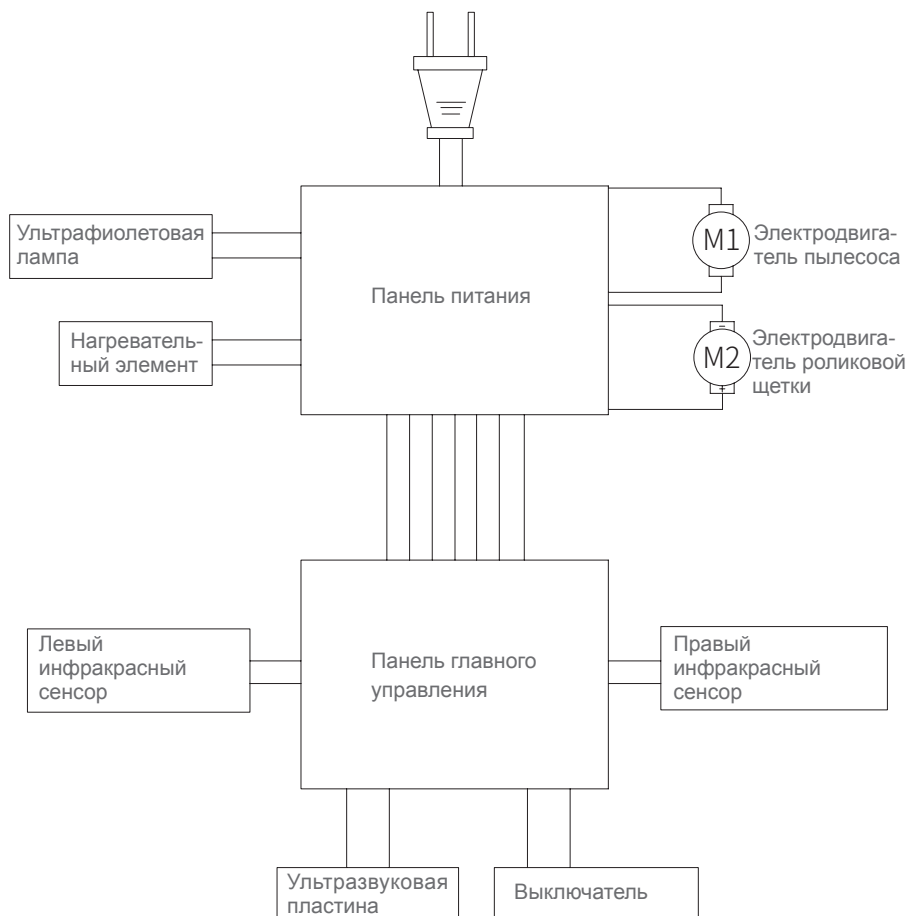 Ультрафиолетовая
лампа
M1
Электродвига-
тель пылесоса
Панель питания
Нагреватель-
ный элемент
−
M2
+
Электродвига-
тель роликовой
щетки
Левый
инфракрасный
сенсор
Панель главного
управления
Правый
инфракрасный
сенсор
Ультразвуковая
пластина
Выключатель